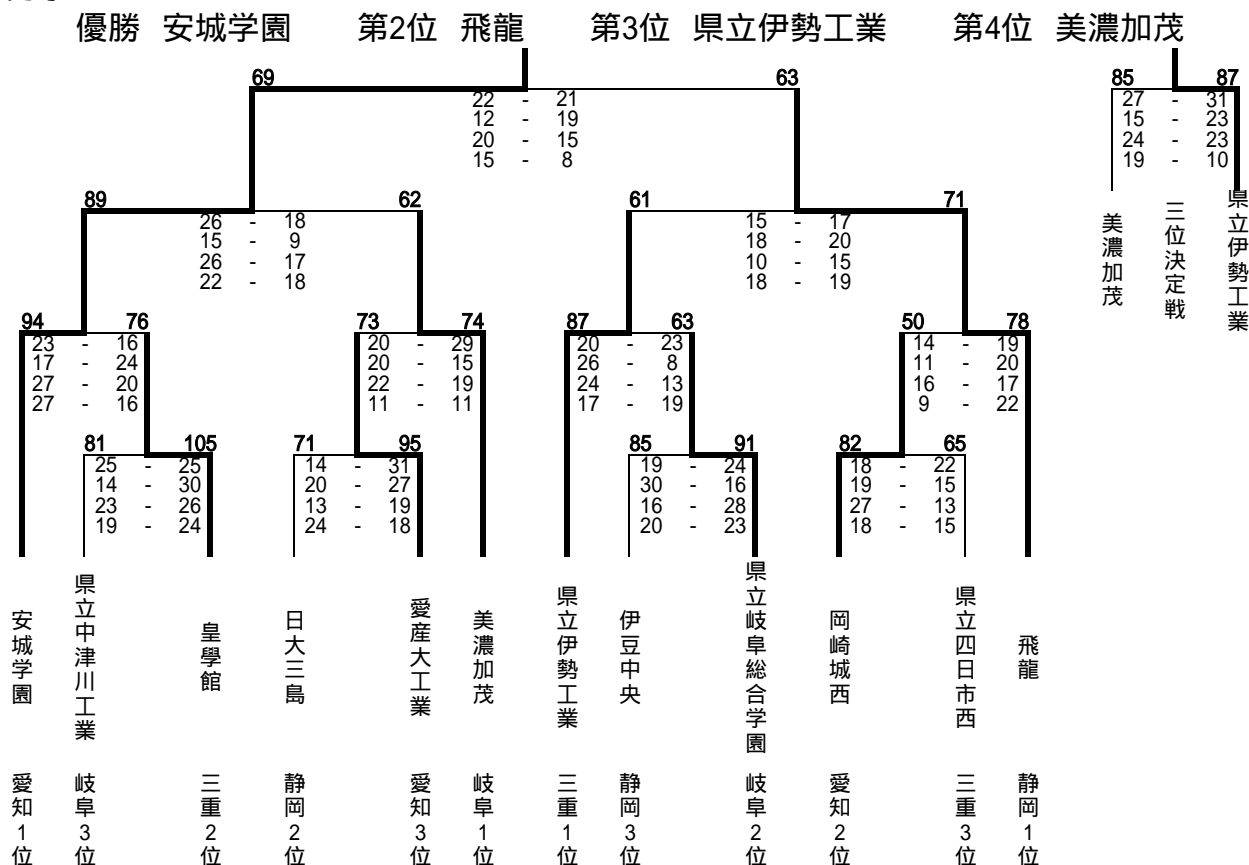 優勝 安城学園 第2位 飛龍 第3位 県立伊勢工業 第4位 美濃加茂
69 63
22 - 21
12 - 19
20 - 15
15 - 8
85 87
27 - 31
15 - 23
24 - 23
19 - 10
美濃加茂
三位決定戦
県立伊勢工業
89 62
26 - 18
15 - 9
26 - 17
22 - 18
61 71
15 - 17
18 - 20
10 - 15
18 - 19
94 76
23 - 16
17 - 24
27 - 20
27 - 16
73 74
20 - 29
20 - 15
22 - 19
11 - 11
87 63
20 - 23
26 - 8
24 - 13
17 - 19
50 78
14 - 19
11 - 20
16 - 17
9 - 22
81 105
25 - 25
14 - 30
23 - 26
19 - 24
71 95
14 - 31
20 - 27
13 - 19
24 - 18
85 91
19 - 24
30 - 16
16 - 28
20 - 23
82 65
18 - 22
19 - 15
27 - 13
18 - 15
安城学園
県立中津川工業
皇學館
日大三島
愛産大工業
美濃加茂
県立伊勢工業
伊豆中央
県立岐阜総合学園
岡崎城西
県立四日市西
飛龍
愛知1位
岐阜3位
三重2位
静岡2位
愛知3位
岐阜1位
三重1位
静岡3位
岐阜2位
愛知2位
三重3位
静岡1位